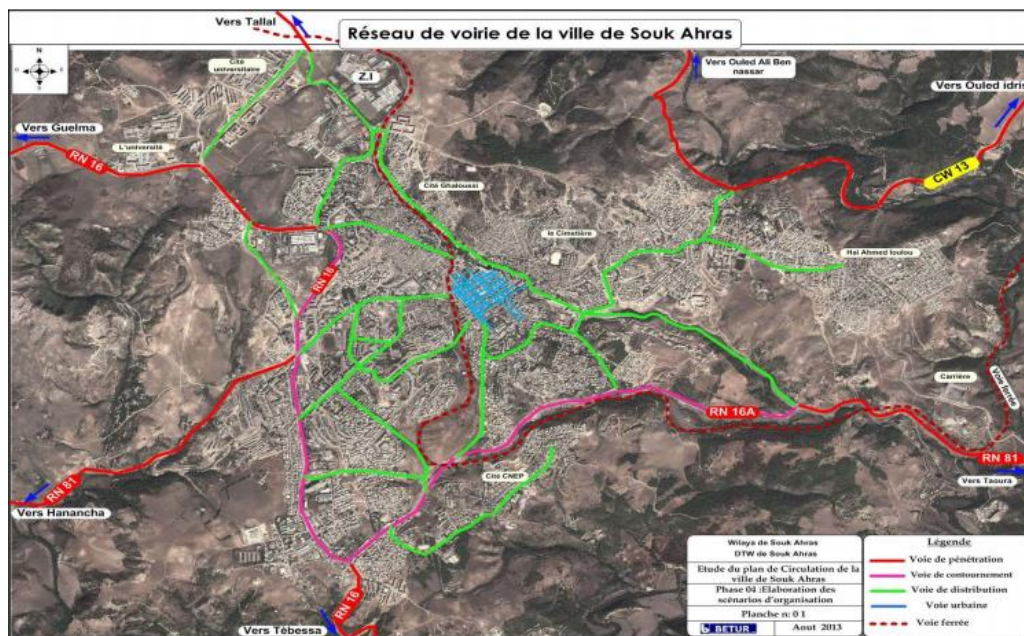 Vers Tallal
Réseau de voirie de la ville de Souk Ahras
N
Cité
universitaire
Z.I
Vers Ouled Ali Ben
nassar
Vers Ouled idris
Vers Guelma
L'université
RN 16
CW 13
Cité Ghaloussi
le Cimetière
Hai Ahmed loulou
RN 16
Carrière
Voie ferrée
RN 16A
RN 81
Vers Taoura
Cité CNEP
RN 81
Vers Hanancha
RN 16
Vers Tébessa
Wilaya de Souk Ahras
DTW de Souk Ahras
Etude du plan de Circulation de la
ville de Souk Ahras
Phase 04 :Elaboration des
scénarios d'organisation
Planche n: 0 1
BETUR
Aout 2013
Légende
Voie de pénétration
Voie de contournement
Voie de distribution
Voie urbaine
Voie ferrée